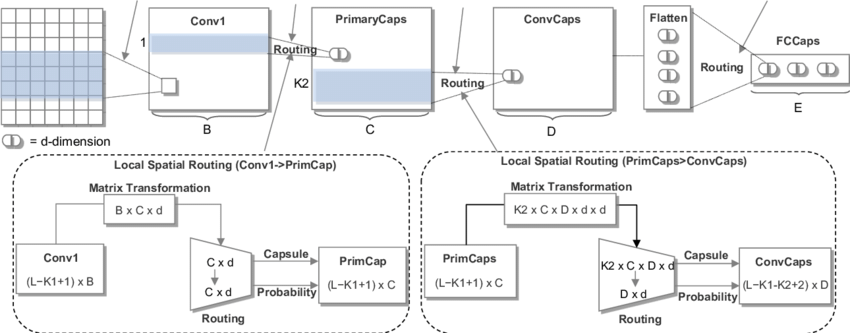 Conv1
PrimaryCaps
ConvCaps
Flatten
FCCaps
1
Routing
K2
Routing
Routing
B
C
D
E
= d-dimension
Local Spatial Routing (Conv1->PrimCap)
Matrix Transformation
B x C x d
Conv1
(L−K1+1) x B
C x d
C x d
Routing
Capsule
Probability
PrimCap
(L−K1+1) x C
Local Spatial Routing (PrimCaps>ConvCaps)
Matrix Transformation
K2 x C x D x d x d
PrimCaps
(L−K1+1) x C
K2 x C x D x d
D x d
Routing
Capsule
Probability
ConvCaps
(L−K1-K2+2) x D